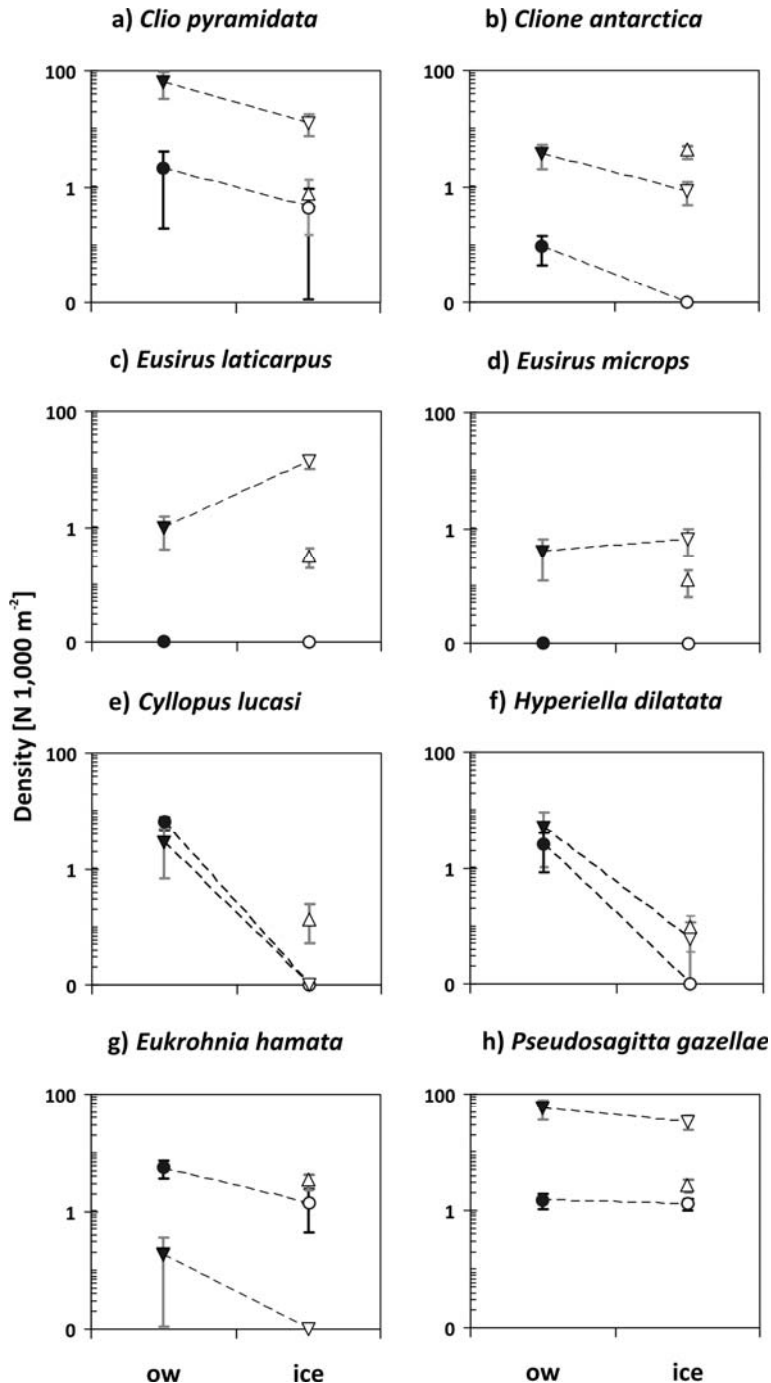 a) Clio pyramidata
b) Clione antarctica
100
1
0
100
1
0
c) Eusirus laticarpus
d) Eusirus microps
100
1
0
100
1
0
Density [N 1,000 m⁻²]
e) Cyllopus lucasi
f) Hyperiella dilatata
100
1
0
100
1
0
g) Eukrohnia hamata
h) Pseudosagitta gazellae
100
1
0
100
1
0
ow
ice
ow
ice